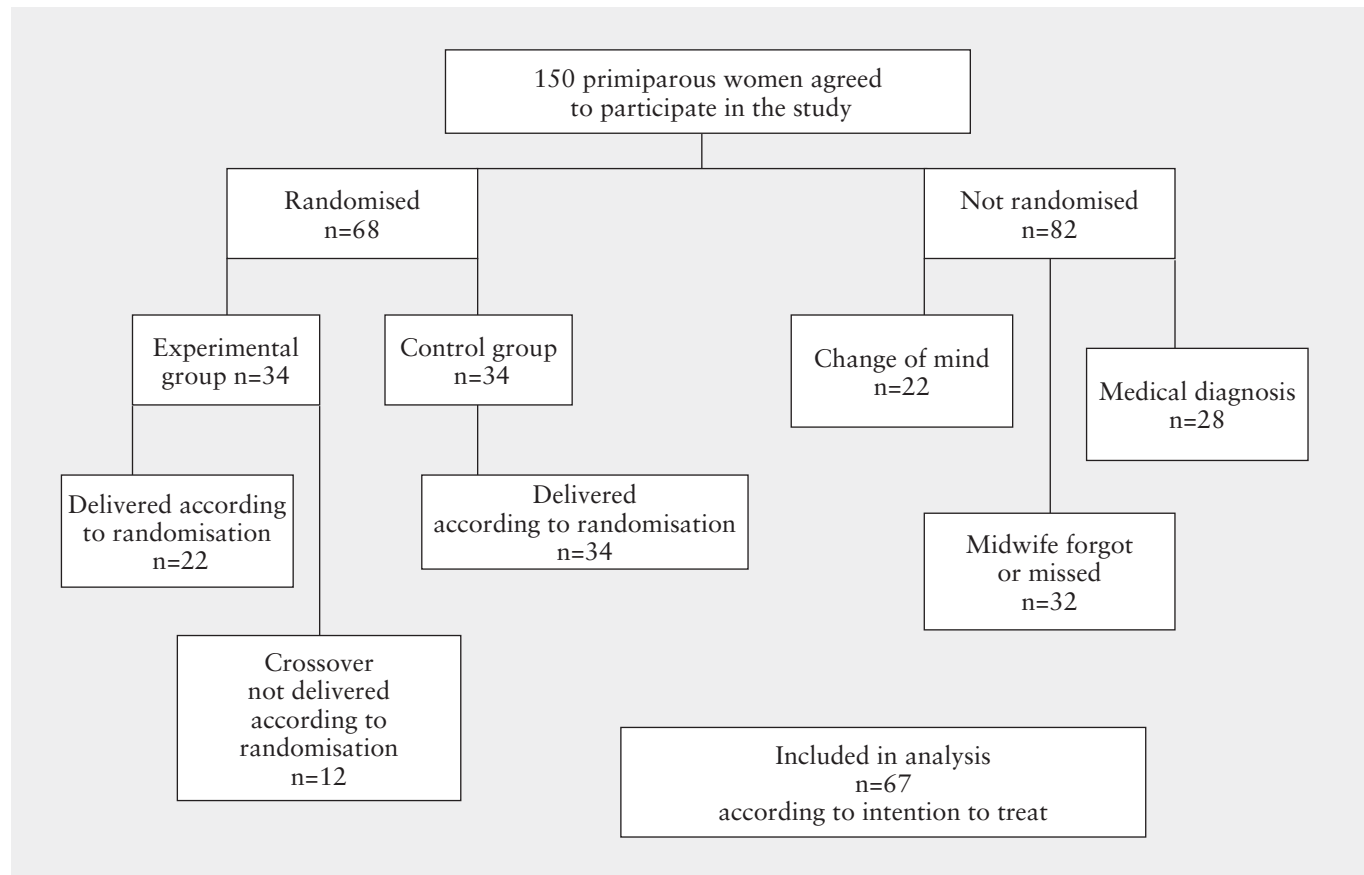 150 primiparous women agreed
to participate in the study
Randomised
n=68
Not randomised
n=82
Experimental
group n=34
Control group
n=34
Change of mind
n=22
Medical diagnosis
n=28
Delivered according
to randomisation
n=22
Delivered
according to randomisation
n=34
Midwife forgot
or missed
n=32
Crossover
not delivered
according to
randomisation
n=12
Included in analysis
n=67
according to intention to treat